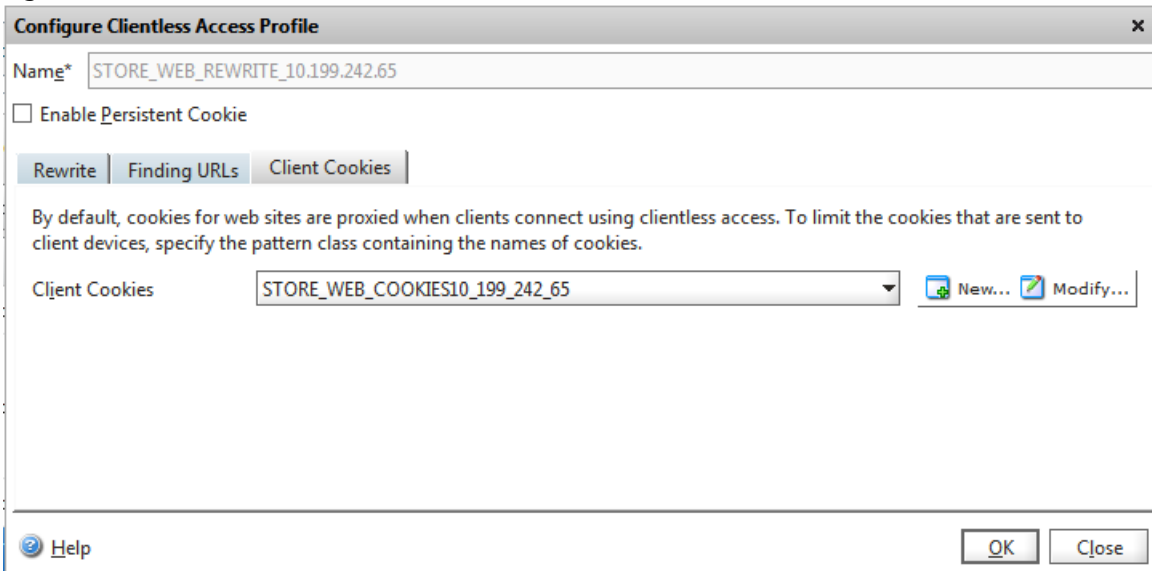 Configure Clientless Access Profile
Name* STORE_WEB_REWRITE_10.199.242.65
Enable Persistent Cookie
Rewrite Finding URLs Client Cookies
By default, cookies for web sites are proxied when clients connect using clientless access. To limit the cookies that are sent to
client devices, specify the pattern class containing the names of cookies.
Client Cookies STORE_WEB_COOKIES10_199_242_65 New... Modify...
Help OK Close